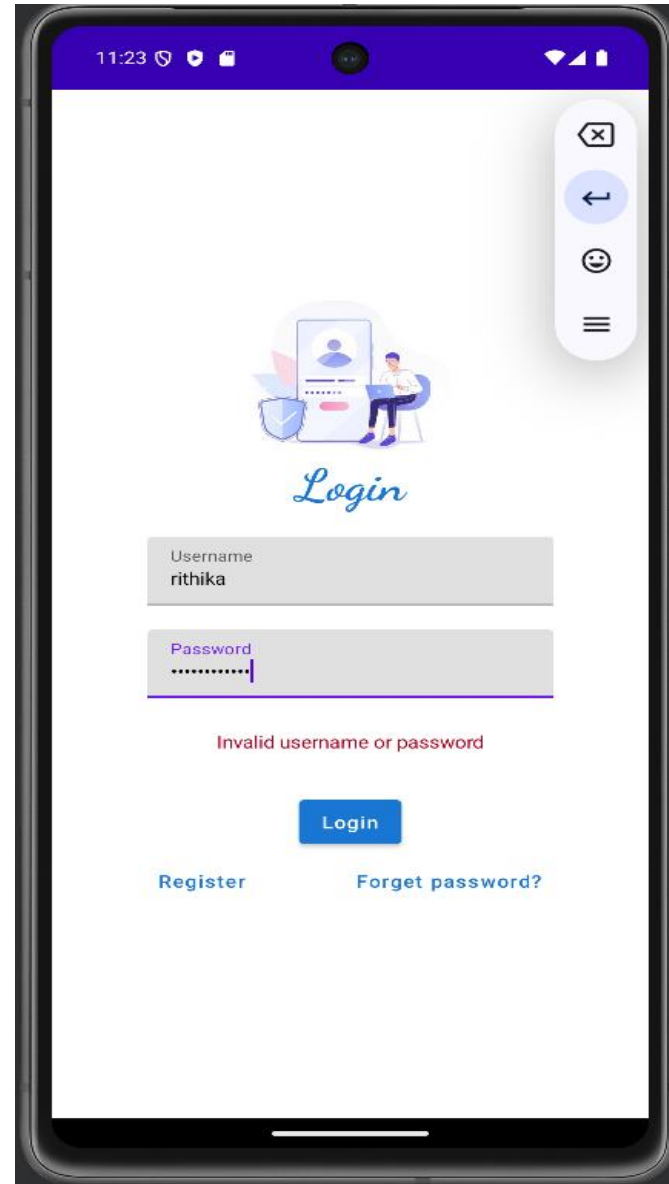 11:23
Login
Username
rithika
Password
••••••••••••
Invalid username or password
Login
Register Forget password?